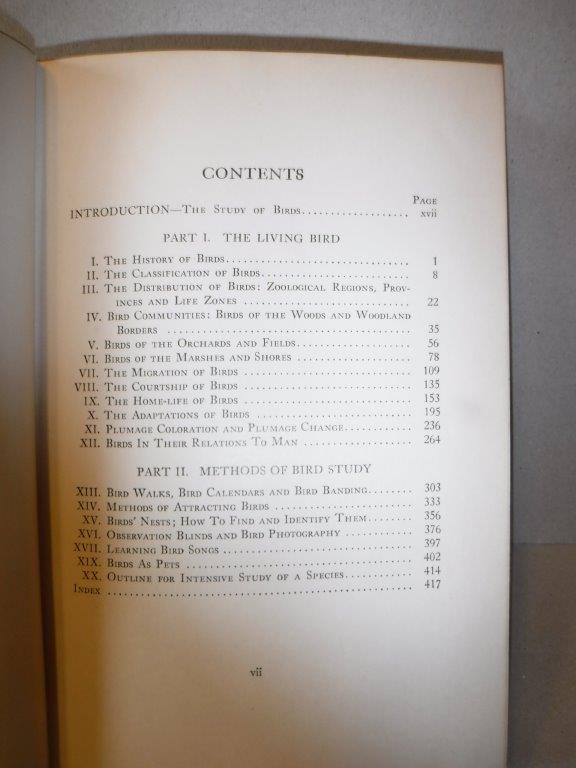 CONTENTS
PAGE
INTRODUCTION—THE STUDY OF BIRDS.................. xvii
PART I. THE LIVING BIRD
I. THE HISTORY OF BIRDS.............................. 1
II. THE CLASSIFICATION OF BIRDS........................ 8
III. THE DISTRIBUTION OF BIRDS: ZOOLOGICAL REGIONS, PROV-
INCES AND LIFE ZONES ........................... 22
IV. BIRD COMMUNITIES: BIRDS OF THE WOODS AND WOODLAND
BORDERS ........................................ 35
V. BIRDS OF THE ORCHARDS AND FIELDS................... 56
VI. BIRDS OF THE MARSHES AND SHORES ................... 78
VII. THE MIGRATION OF BIRDS ............................ 109
VIII. THE COURTSHIP OF BIRDS ............................ 135
IX. THE HOME-LIFE OF BIRDS ............................ 153
X. THE ADAPTATIONS OF BIRDS .......................... 195
XI. PLUMAGE COLORATION AND PLUMAGE CHANGE........... 236
XII. BIRDS IN THEIR RELATIONS TO MAN .................. 264
PART II. METHODS OF BIRD STUDY
XIII. BIRD WALKS, BIRD CALENDARS AND BIRD BANDING....... 303
XIV. METHODS OF ATTRACTING BIRDS ...................... 333
XV. BIRDS' NESTS; HOW TO FIND AND IDENTIFY THEM....... 356
XVI. OBSERVATION BLINDS AND BIRD PHOTOGRAPHY .......... 376
XVII. LEARNING BIRD SONGS .............................. 397
XIX. BIRDS AS PETS .................................... 402
XX. OUTLINE FOR INTENSIVE STUDY OF A SPECIES........... 414
INDEX ................................................ 417
vii